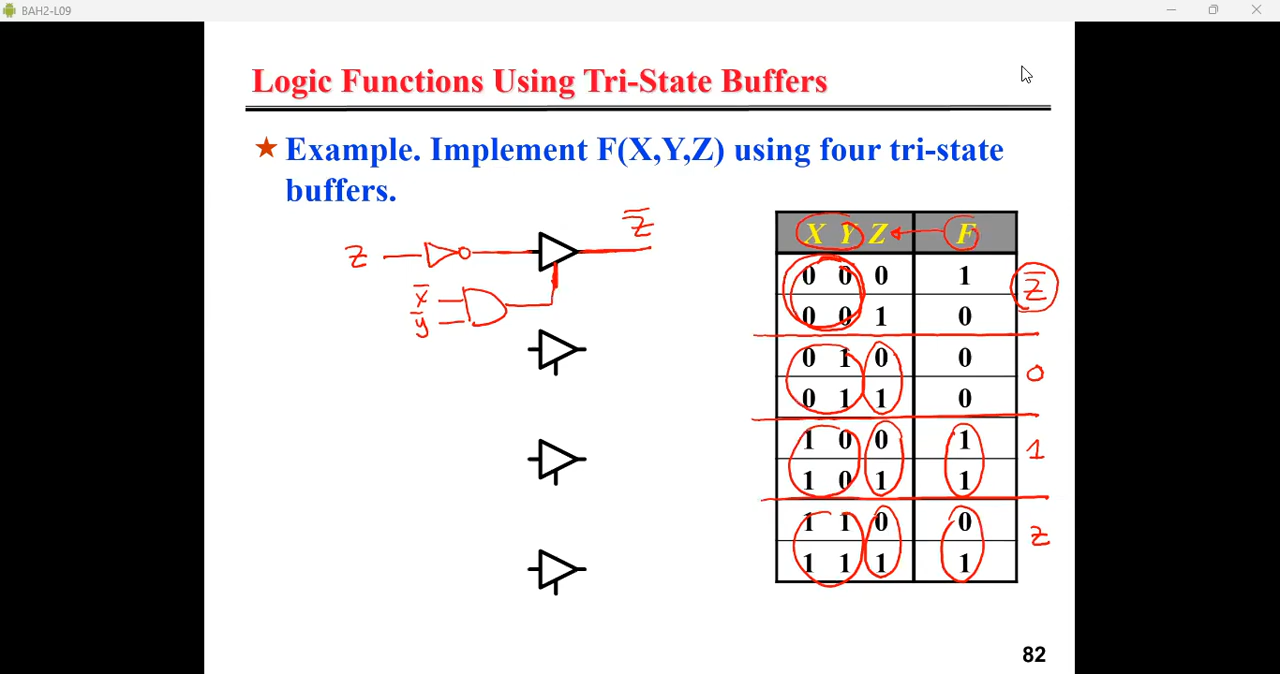 BAH2-L09
Logic Functions Using Tri-State Buffers
★ Example. Implement F(X,Y,Z) using four tri-state
buffers.
Z̅
Z
X̅
Y̅
X Y Z F
0 0 0 1
0 0 1 0
Z̅
0 1 0 0
0 1 1 0
0
1 0 0 1
1 0 1 1
1
1 1 0 0
1 1 1 1
Z
82